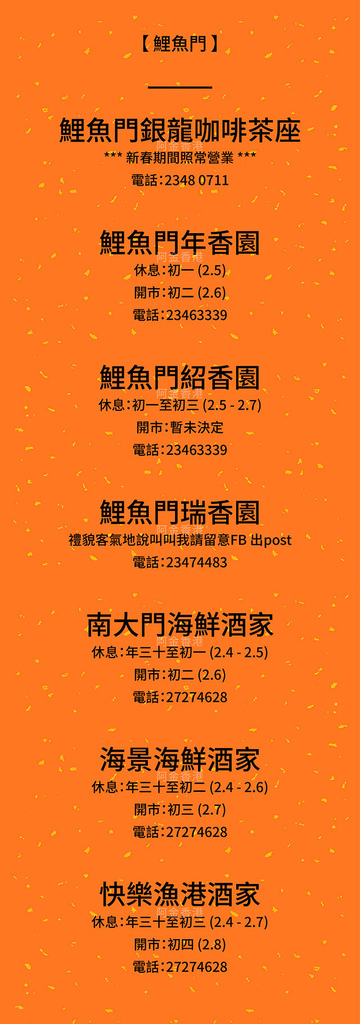 【 鯉魚門 】
鯉魚門銀龍咖啡茶座
*** 新春期間照常營業 ***
電話：2348 0711
鯉魚門年香園
休息：初一 (2.5)
開市：初二 (2.6)
電話：23463339
鯉魚門紹香園
休息：初一至初三 (2.5 - 2.7)
開市：暫未決定
電話：23463339
鯉魚門瑞香園
禮貌客氣地說叫叫我請留意FB 出post
電話：23474483
南大門海鮮酒家
休息：年三十至初一 (2.4 - 2.5)
開市：初二 (2.6)
電話：27274628
海景海鮮酒家
休息：年三十至初二 (2.4 - 2.6)
開市：初三 (2.7)
電話：27274628
快樂漁港酒家
休息：年三十至初三 (2.4 - 2.7)
開市：初四 (2.8)
電話：27274628